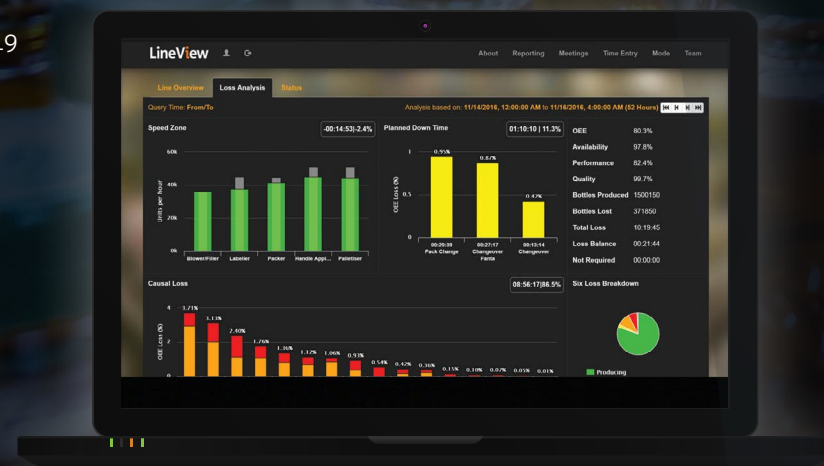 19
LineView
About Reporting Meetings Time Entry Mode Team
Line Overview Loss Analysis Status
Query Time: From/To
Analysis based on: 11/14/2016, 12:00:00 AM to 11/16/2016, 4:00:00 AM (52 Hours)
Speed Zone
-00:14:53|-2.4%
Units per hour
60k
40k
20k
0k
Blower/Filler Labeller Packer Handle Appl... Palletiser
Planned Down Time
01:10:10 | 11.3%
OEE Loss (%)
1
0.5
0
0.95%
0.87%
0.42%
00:29:39 00:27:17 00:13:14
Pack Change Changeover Changeover
Fanta
OEE 80.3%
Availability 97.8%
Performance 82.4%
Quality 99.7%
Bottles Produced 1500150
Bottles Lost 371850
Total Loss 10:19:45
Loss Balance 00:21:44
Not Required 00:00:00
Causal Loss
08:56:17|86.5%
OEE Loss (%)
4
2
0
3.71% 3.13% 2.40% 1.76% 1.36% 1.12% 1.06% 0.93% 0.54% 0.42% 0.36% 0.15% 0.10% 0.07% 0.05% 0.01%
Six Loss Breakdown
Producing